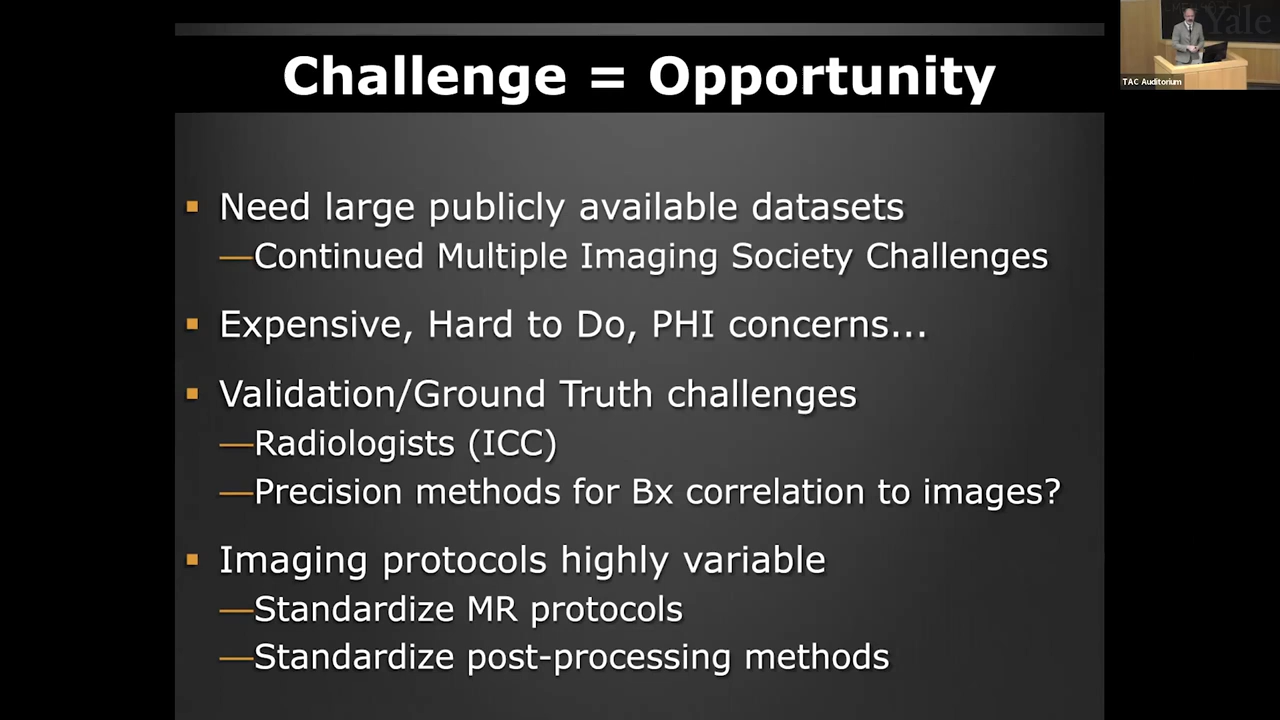 Challenge = Opportunity
Need large publicly available datasets
—Continued Multiple Imaging Society Challenges
Expensive, Hard to Do, PHI concerns...
Validation/Ground Truth challenges
—Radiologists (ICC)
—Precision methods for Bx correlation to images?
Imaging protocols highly variable
—Standardize MR protocols
—Standardize post-processing methods
Yale
TAC Auditorium